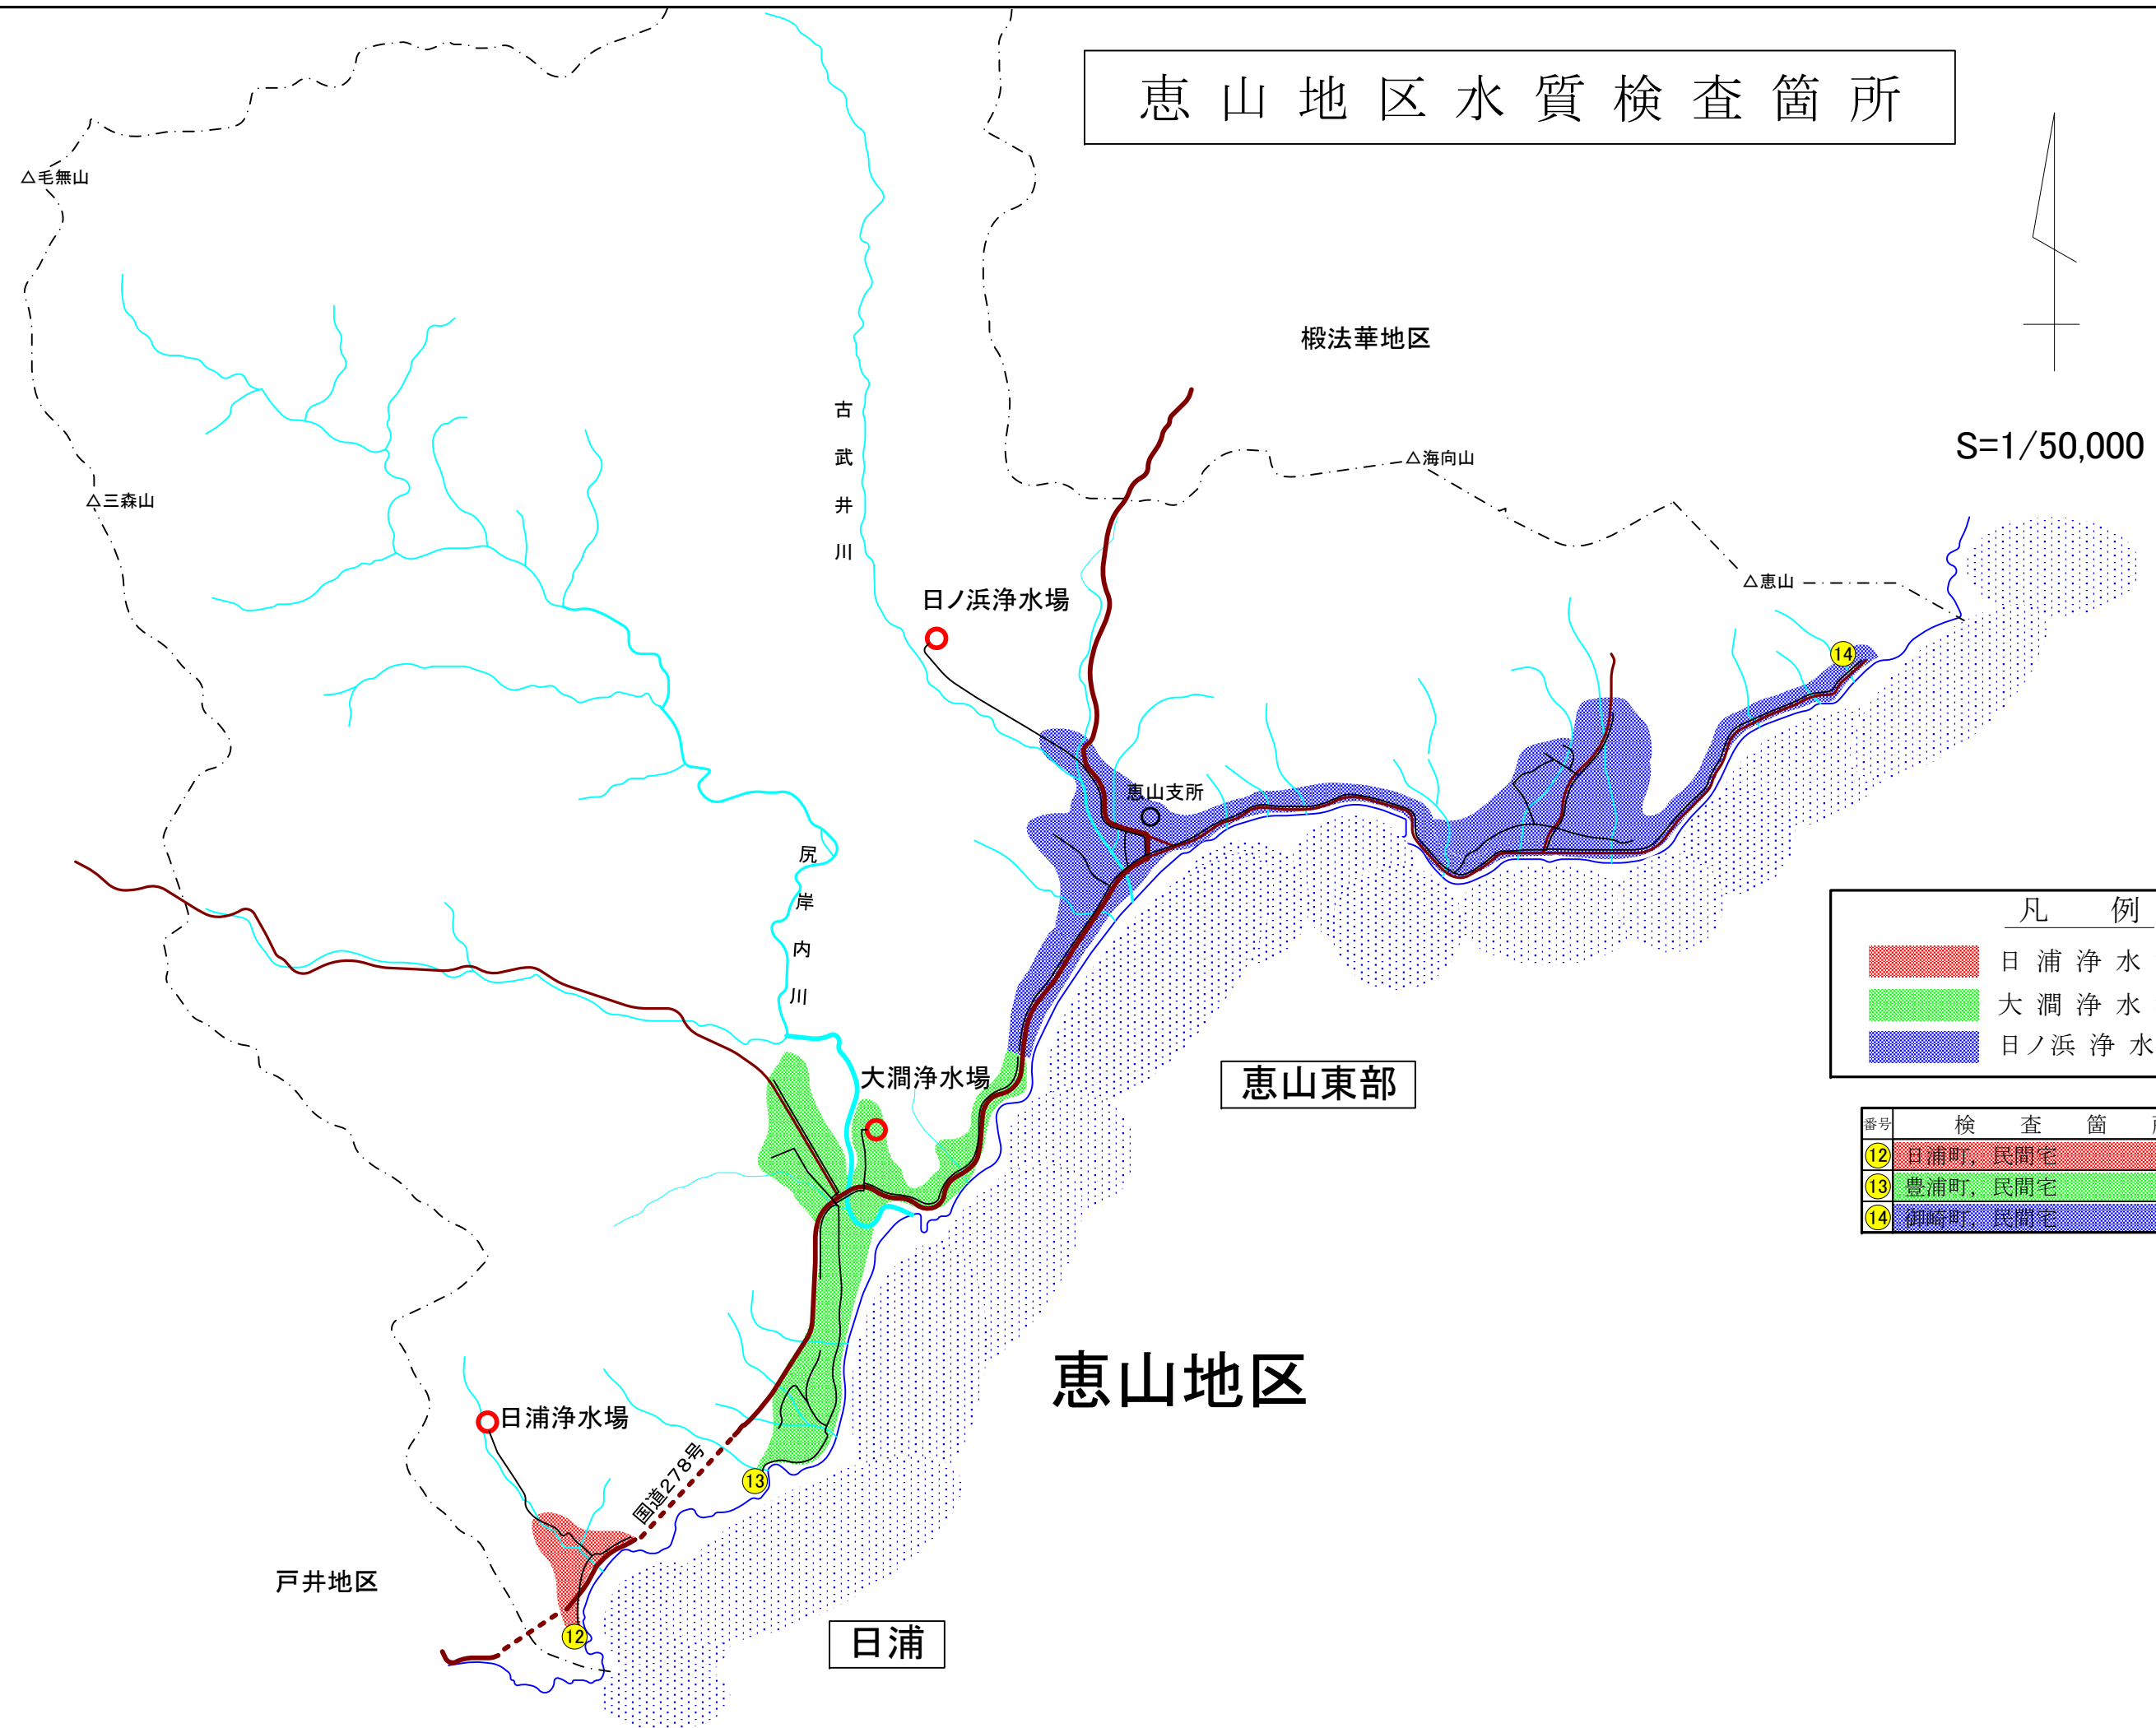 恵山地区水質検査箇所
△毛無山
椴法華地区
古武井川
S=1/50,000
△海向山
△三森山
△恵山
日ノ浜浄水場
14
恵山支所
尻岸内川
凡例
日浦浄水
大澗浄水
日ノ浜浄水
大澗浄水場
恵山東部
番号 検査箇
12 日浦町，民間宅
13 豊浦町，民間宅
14 御崎町，民間宅
恵山地区
日浦浄水場
国道278号
13
戸井地区
12
日浦